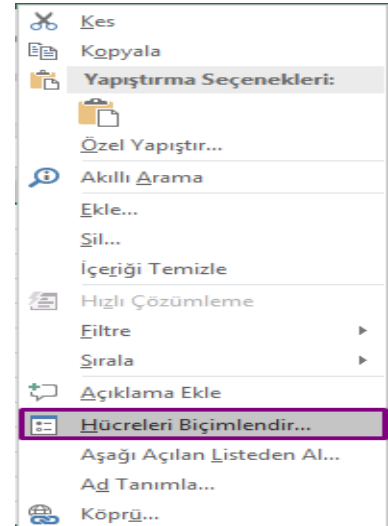 Kes
Kopyala
Yapıştırma Seçenekleri:
Özel Yapıştır...
Akıllı Arama
Ekle...
Sil...
İçeriği Temizle
Hızlı Çözümleme
Filtre
Sırala
Açıklama Ekle
Hücreleri Biçimlendir...
Aşağı Açılan Listeden Al...
Ad Tanımla...
Köprü...